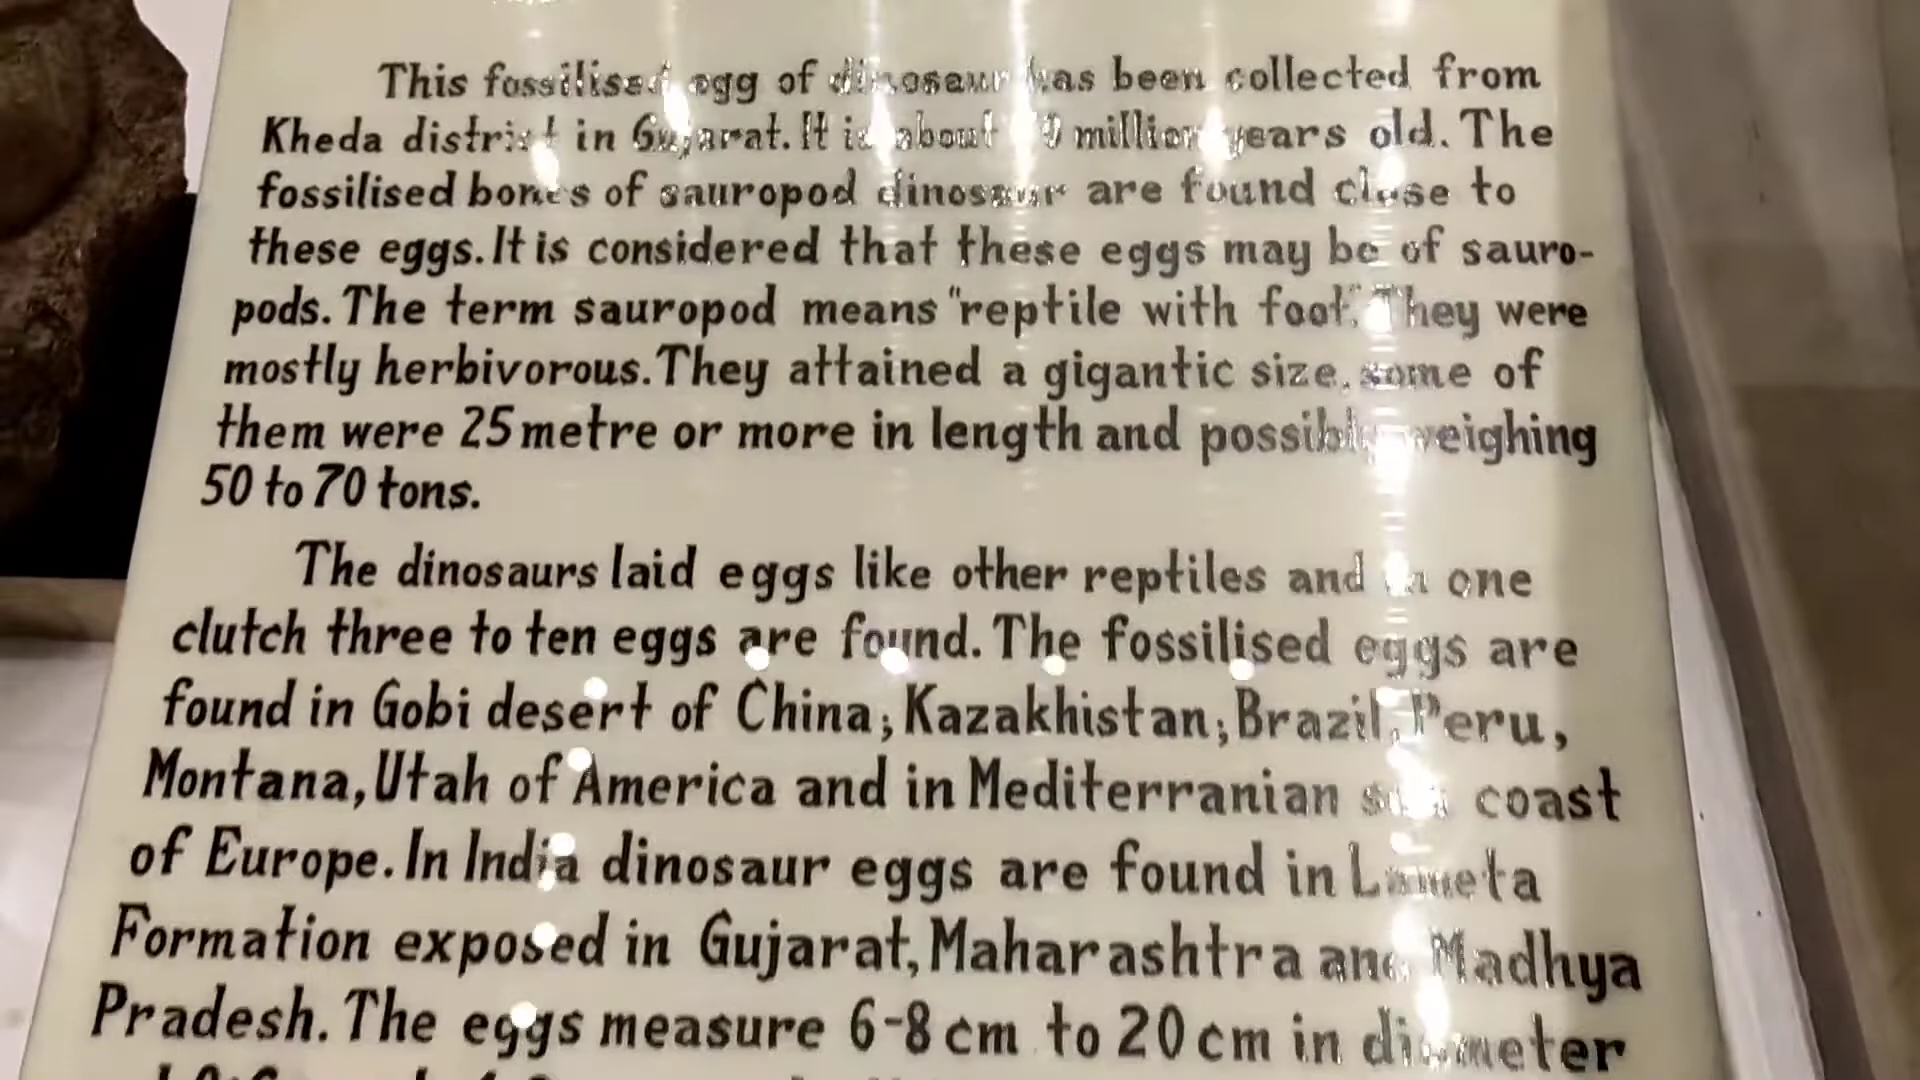 This fossilised egg of dinosaur has been collected from
Kheda district in Gujarat. It is about million years old. The
fossilised bones of sauropod dinosaur are found close to
these eggs. It is considered that these eggs may be of sauro-
pods. The term sauropod means "reptile with foot". They were
mostly herbivorous. They attained a gigantic size, some of
them were 25 metre or more in length and possibly weighing
50 to 70 tons.
The dinosaurs laid eggs like other reptiles and in one
clutch three to ten eggs are found. The fossilised eggs are
found in Gobi desert of China; Kazakhistan; Brazil, Peru,
Montana, Utah of America and in Mediterranian sea coast
of Europe. In India dinosaur eggs are found in Lameta
Formation exposed in Gujarat, Maharashtra and Madhya
Pradesh. The eggs measure 6-8 cm to 20 cm in diameter